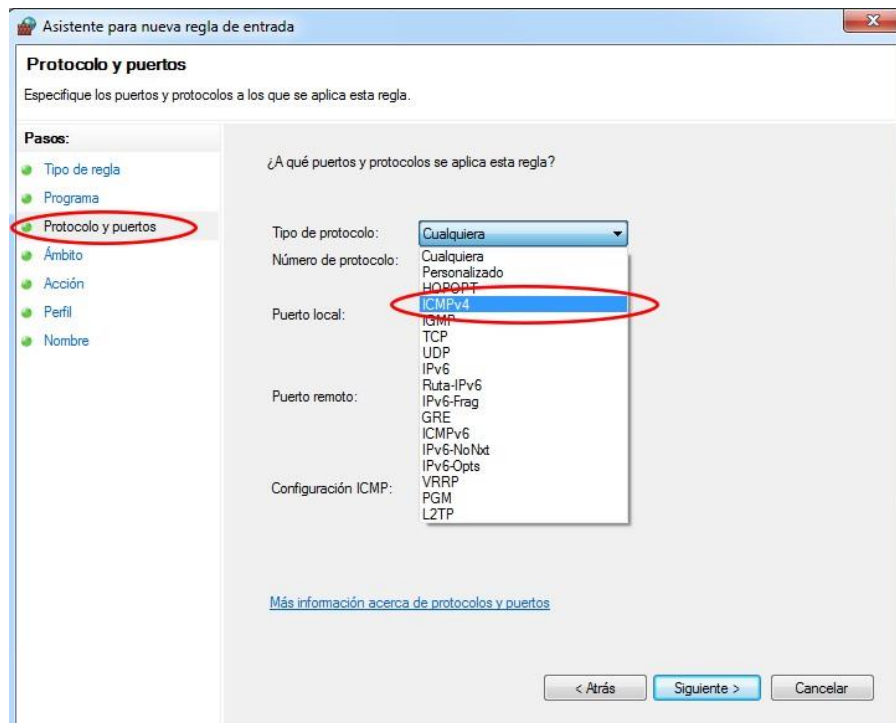 Asistente para nueva regla de entrada
Protocolo y puertos
Especifique los puertos y protocolos a los que se aplica esta regla.
Pasos:
Tipo de regla
Programa
Protocolo y puertos
Ámbito
Acción
Perfil
Nombre
¿A qué puertos y protocolos se aplica esta regla?
Tipo de protocolo: Cualquiera
Número de protocolo:
Puerto local:
Puerto remoto:
Configuración ICMP:
Cualquiera
Personalizado
HOPOPT
ICMPv4
IGMP
TCP
UDP
IPv6
Ruta-IPv6
IPv6-Frag
GRE
ICMPv6
IPv6-NoNxt
IPv6-Opts
VRRP
PGM
L2TP
Más información acerca de protocolos y puertos
< Atrás Siguiente > Cancelar